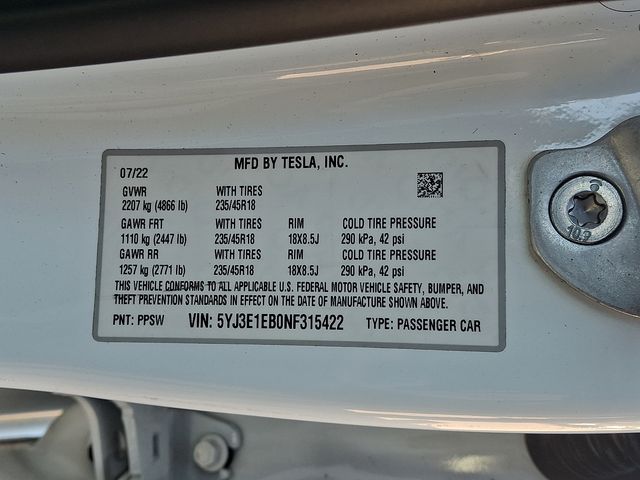 MFD BY TESLA, INC.
07/22
GVWR WITH TIRES
2207 kg (4866 lb) 235/45R18
GAWR FRT WITH TIRES RIM COLD TIRE PRESSURE
1110 kg (2447 lb) 235/45R18 18X8.5J 290 kPa, 42 psi
GAWR RR WITH TIRES RIM COLD TIRE PRESSURE
1257 kg (2771 lb) 235/45R18 18X8.5J 290 kPa, 42 psi
THIS VEHICLE CONFORMS TO ALL APPLICABLE U.S. FEDERAL MOTOR VEHICLE SAFETY, BUMPER, AND
THEFT PREVENTION STANDARDS IN EFFECT ON THE DATE OF MANUFACTURE SHOWN ABOVE.
PNT: PPSW VIN: 5YJ3E1EB0NF315422 TYPE: PASSENGER CAR